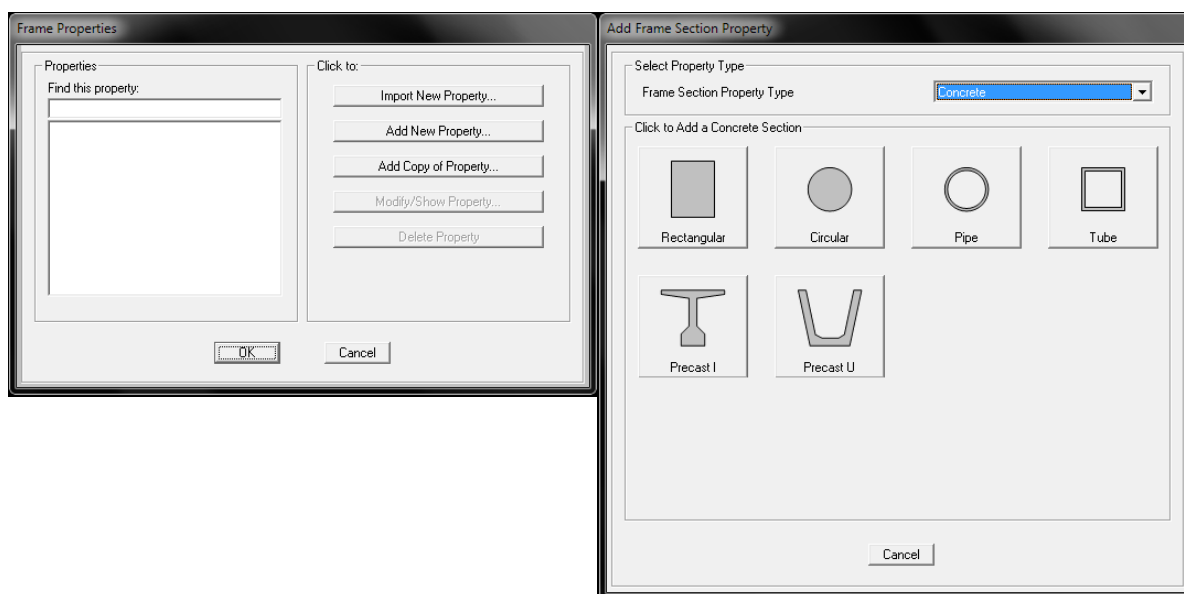 Frame Properties
Properties
Find this property:
Click to:
Import New Property...
Add New Property...
Add Copy of Property...
Modify/Show Property...
Delete Property
OK
Cancel
Add Frame Section Property
Select Property Type
Frame Section Property Type
Concrete
Click to Add a Concrete Section
Rectangular
Circular
Pipe
Tube
Precast I
Precast U
Cancel